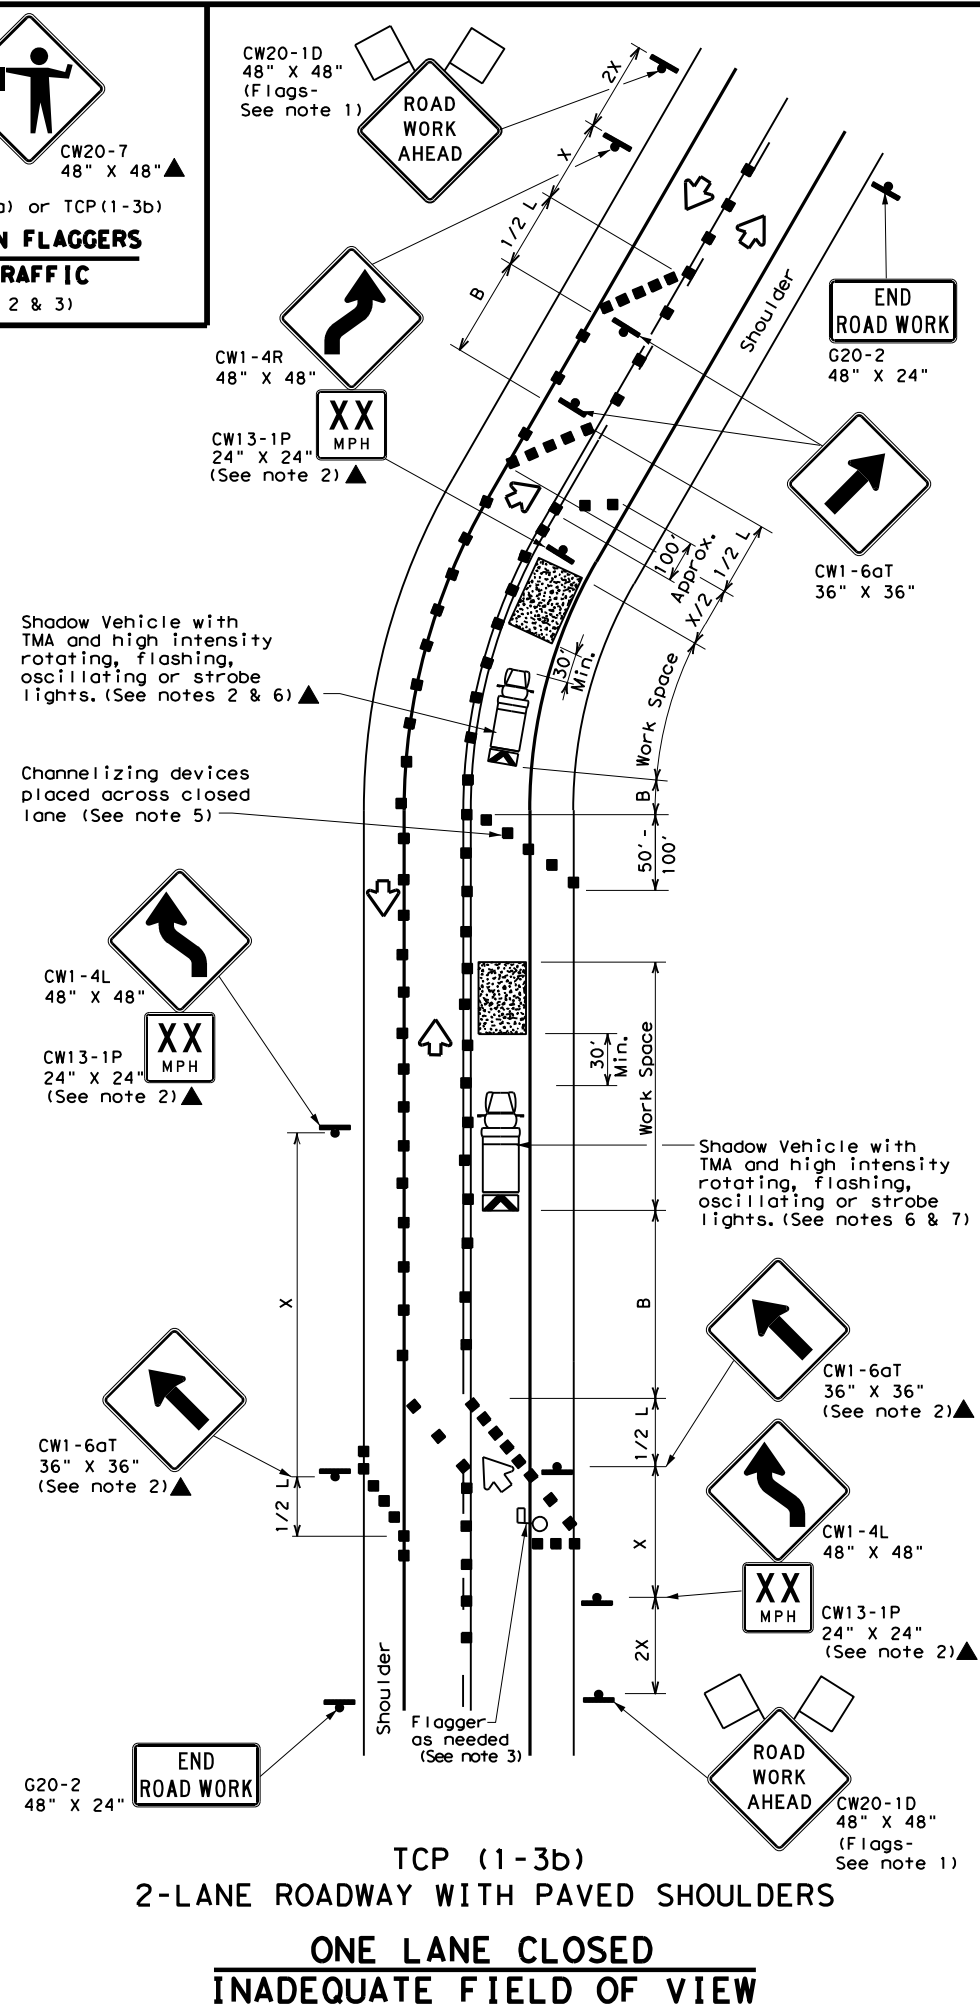 CW20-7
48" X 48"
a) or TCP(1-3b)
N FLAGGERS
RAFFIC
2 & 3)
CW20-1D
48" X 48"
(Flags-
See note 1)
ROAD
WORK
AHEAD
2X
X
1/2 L
B
CW1-4R
48" X 48"
XX
MPH
CW13-1P
24" X 24"
(See note 2)
Shoulder
END
ROAD WORK
G20-2
48" X 24"
CW1-6aT
36" X 36"
100'
Approx.
1/2 L
X/2
30'
Min.
Work Space
B
50' -
100'
Shadow Vehicle with
TMA and high intensity
rotating, flashing,
oscillating or strobe
lights. (See notes 2 & 6)
Channelizing devices
placed across closed
lane (See note 5)
CW1-4L
48" X 48"
XX
MPH
CW13-1P
24" X 24"
(See note 2)
30'
Min.
Work Space
Shadow Vehicle with
TMA and high intensity
rotating, flashing,
oscillating or strobe
lights. (See notes 6 & 7)
X
B
CW1-6aT
36" X 36"
(See note 2)
1/2 L
CW1-6aT
36" X 36"
(See note 2)
1/2 L
X
CW1-4L
48" X 48"
XX
MPH
CW13-1P
24" X 24"
(See note 2)
2X
Shoulder
Flagger
as needed
(See note 3)
END
ROAD WORK
G20-2
48" X 24"
ROAD
WORK
AHEAD
CW20-1D
48" X 48"
(Flags-
See note 1)
TCP (1-3b)
2-LANE ROADWAY WITH PAVED SHOULDERS
ONE LANE CLOSED
INADEQUATE FIELD OF VIEW